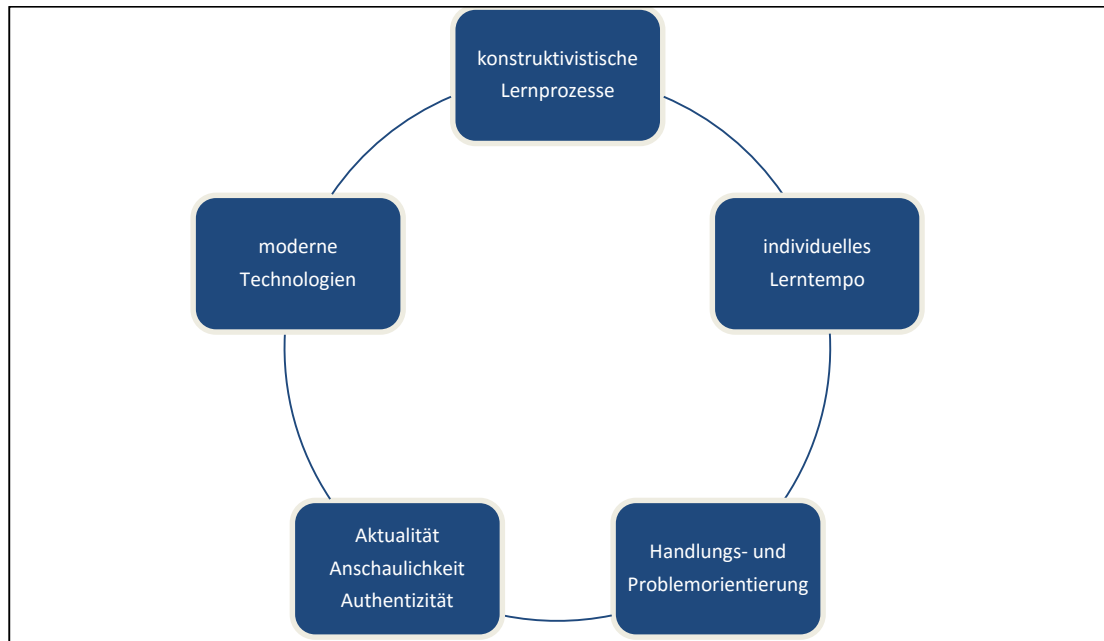 konstruktivistische
Lernprozesse
moderne
Technologien
individuelles
Lerntempo
Aktualität
Anschaulichkeit
Authentizität
Handlungs- und
Problemorientierung